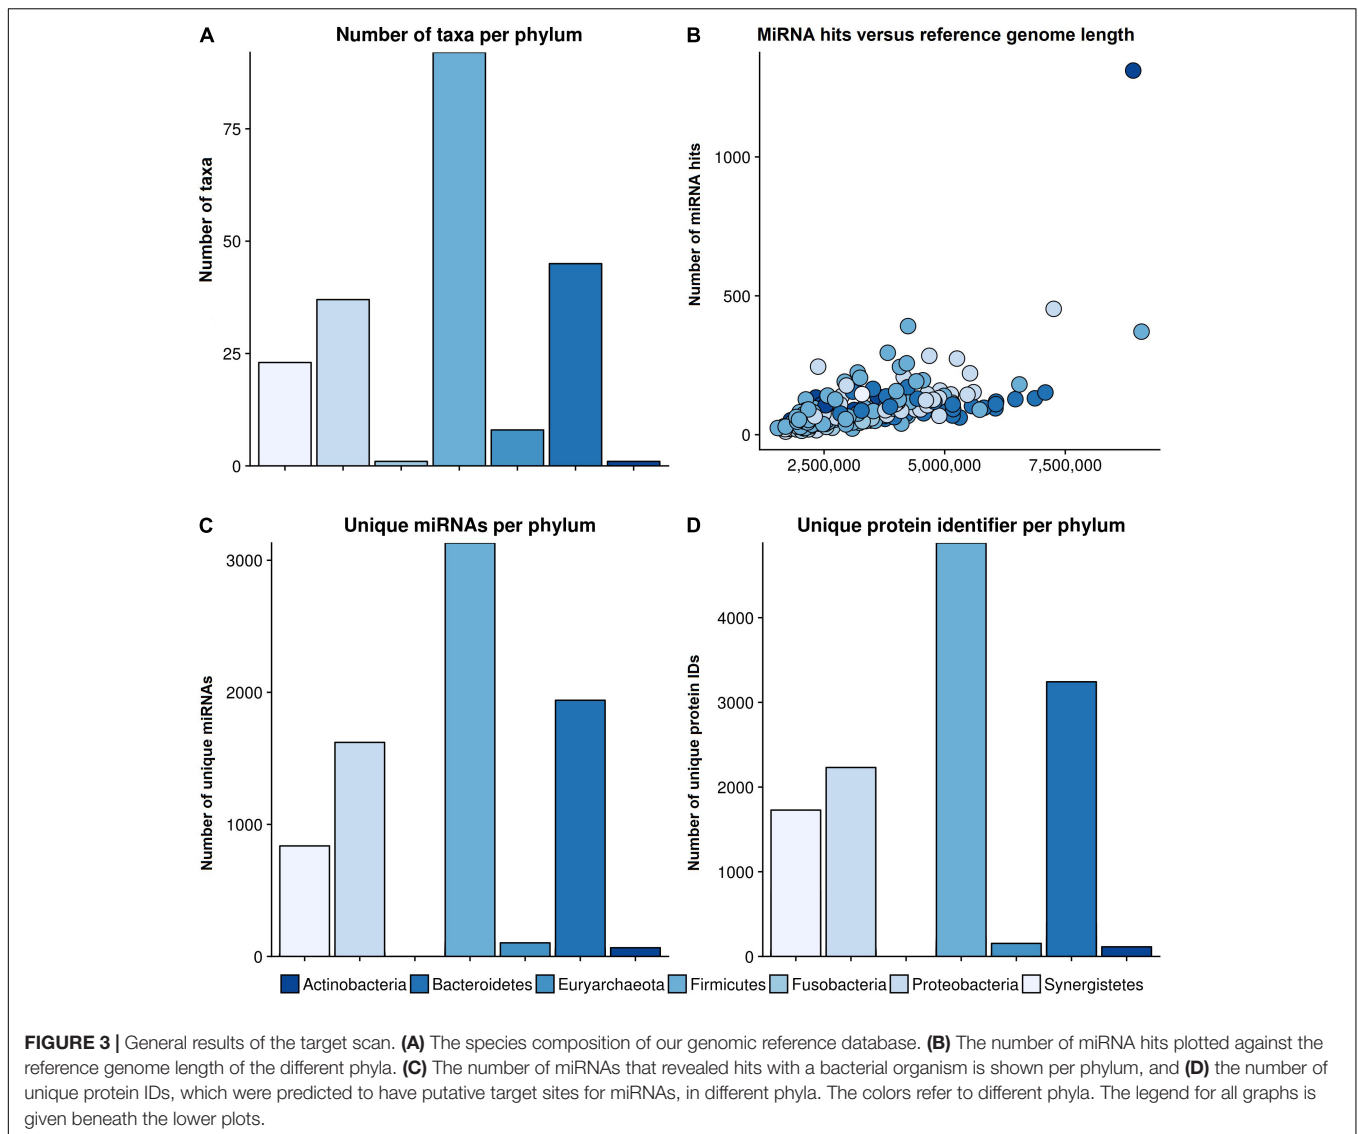 A
Number of taxa per phylum
Number of taxa
75
50
25
0
B
MiRNA hits versus reference genome length
Number of miRNA hits
1000
500
0
2,500,000
5,000,000
7,500,000
C
Unique miRNAs per phylum
Number of unique miRNAs
3000
2000
1000
0
D
Unique protein identifier per phylum
Number of unique protein IDs
4000
3000
2000
1000
0
Actinobacteria Bacteroidetes Euryarchaeota Firmicutes Fusobacteria Proteobacteria Synergistetes
FIGURE 3 | General results of the target scan. (A) The species composition of our genomic reference database. (B) The number of miRNA hits plotted against the
reference genome length of the different phyla. (C) The number of miRNAs that revealed hits with a bacterial organism is shown per phylum, and (D) the number of
unique protein IDs, which were predicted to have putative target sites for miRNAs, in different phyla. The colors refer to different phyla. The legend for all graphs is
given beneath the lower plots.